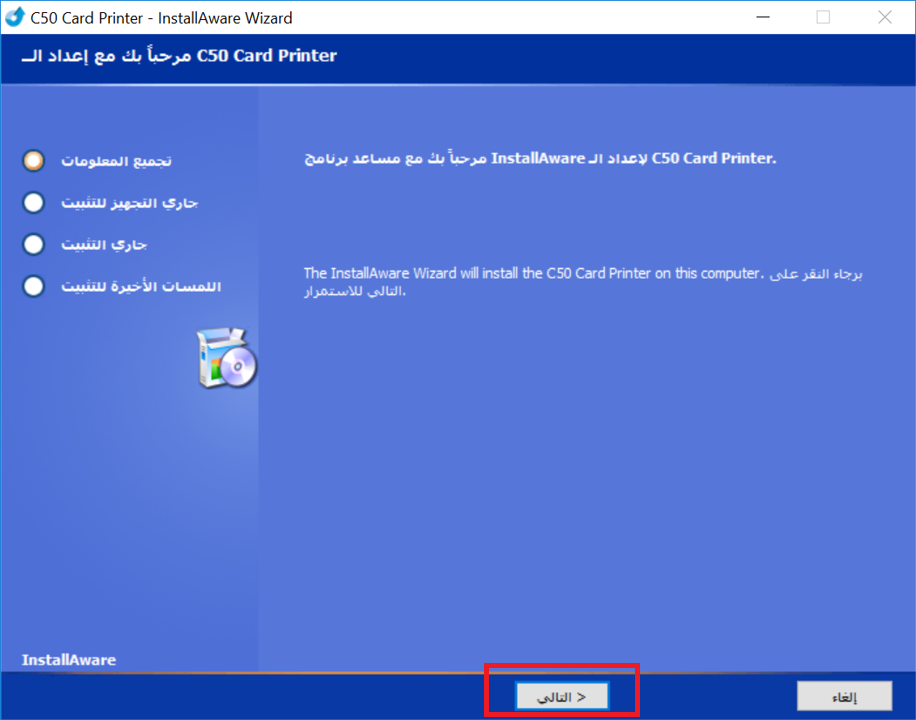 C50 Card Printer - InstallAware Wizard
مرحباً بك مع إعداد الـ C50 Card Printer
تجميع المعلومات
جاري التجهيز للتثبيت
جاري التثبيت
اللمسات الأخيرة للتثبيت
مرحباً بك مع مساعد برنامج InstallAware لإعداد الـ C50 Card Printer.
The InstallAware Wizard will install the C50 Card Printer on this computer. برجاء النقر على
التالي للاستمرار.
InstallAware
التالي >
إلغاء